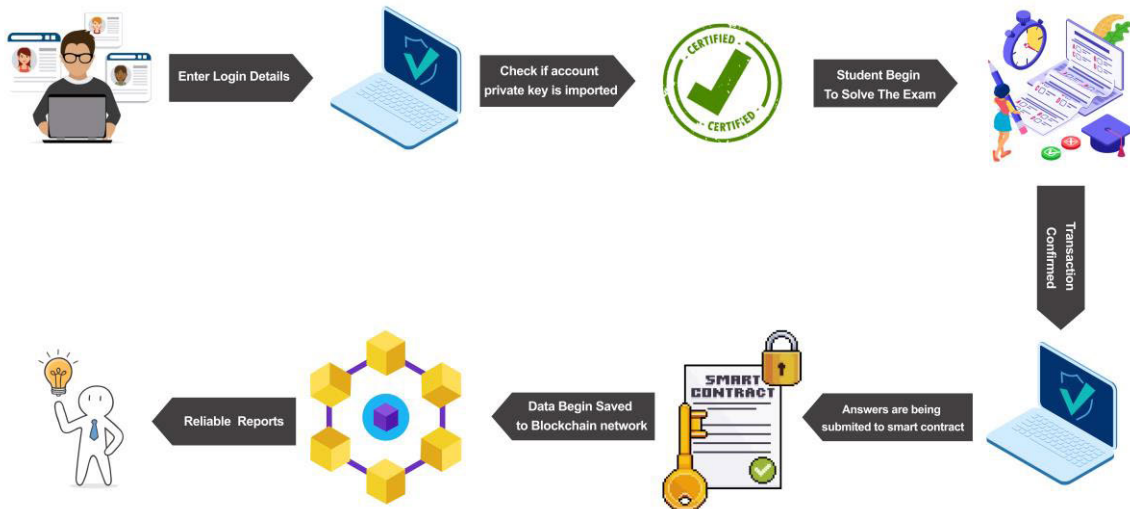 Enter Login Details
Check if account
private key is imported
CERTIFIED
CERTIFIED
Student Begin
To Solve The Exam
Transaction
Confirmed
Answers are being
submited to smart contract
SMART
CONTRACT
Data Begin Saved
to Blockchain network
Reliable Reports